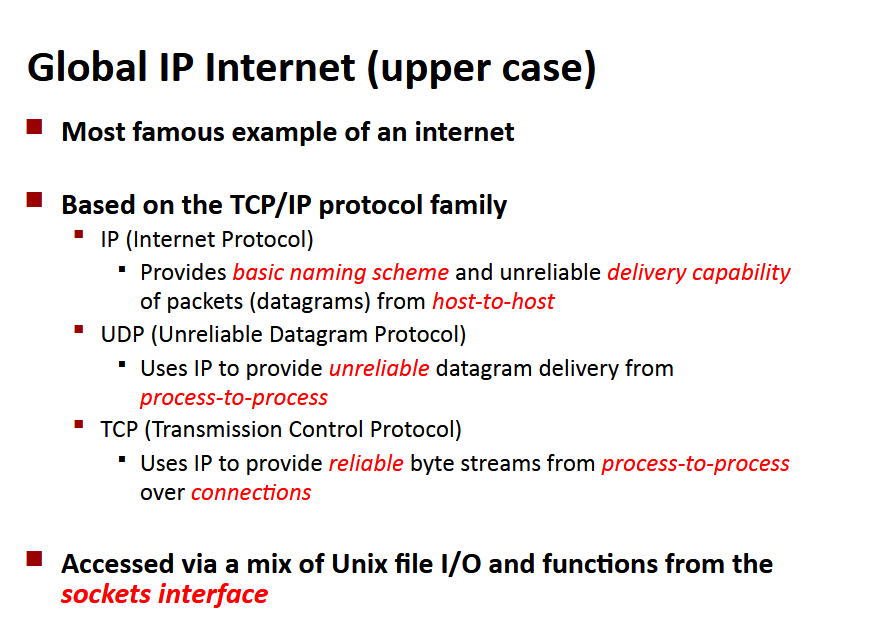 Global IP Internet (upper case)
Most famous example of an internet
Based on the TCP/IP protocol family
IP (Internet Protocol)
Provides basic naming scheme and unreliable delivery capability
of packets (datagrams) from host-to-host
UDP (Unreliable Datagram Protocol)
Uses IP to provide unreliable datagram delivery from
process-to-process
TCP (Transmission Control Protocol)
Uses IP to provide reliable byte streams from process-to-process
over connections
Accessed via a mix of Unix file I/O and functions from the
sockets interface